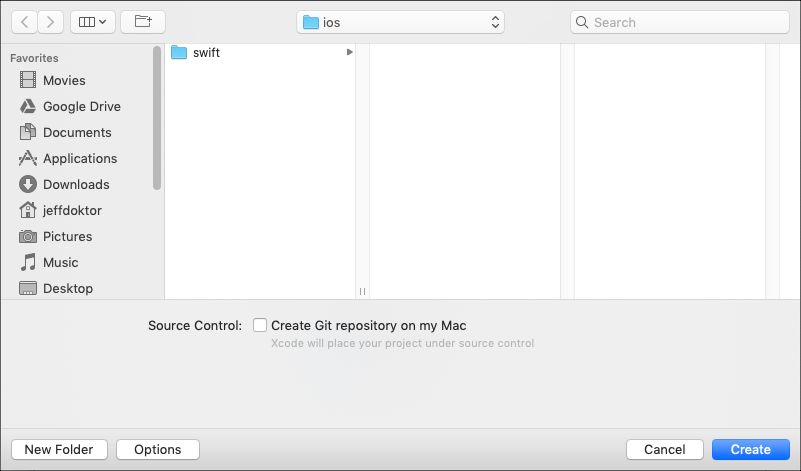 ios
Search
Favorites
Movies
Google Drive
Documents
Applications
Downloads
jeffdoktor
Pictures
Music
Desktop
swift
Source Control: Create Git repository on my Mac
Xcode will place your project under source control
New Folder
Options
Cancel
Create